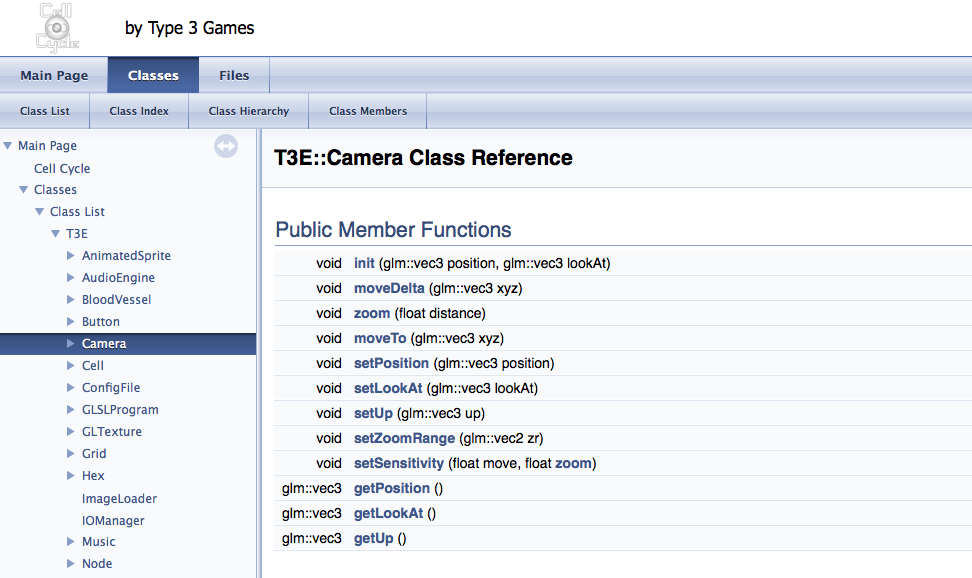 Cell
Cycle
by Type 3 Games
Main Page
Classes
Files
Class List
Class Index
Class Hierarchy
Class Members
Main Page
Cell Cycle
Classes
Class List
T3E
AnimatedSprite
AudioEngine
BloodVessel
Button
Camera
Cell
ConfigFile
GLSLProgram
GLTexture
Grid
Hex
ImageLoader
IOManager
Music
Node
T3E::Camera Class Reference
Public Member Functions
void init (glm::vec3 position, glm::vec3 lookAt)
void moveDelta (glm::vec3 xyz)
void zoom (float distance)
void moveTo (glm::vec3 xyz)
void setPosition (glm::vec3 position)
void setLookAt (glm::vec3 lookAt)
void setUp (glm::vec3 up)
void setZoomRange (glm::vec2 zr)
void setSensitivity (float move, float zoom)
glm::vec3 getPosition ()
glm::vec3 getLookAt ()
glm::vec3 getUp ()